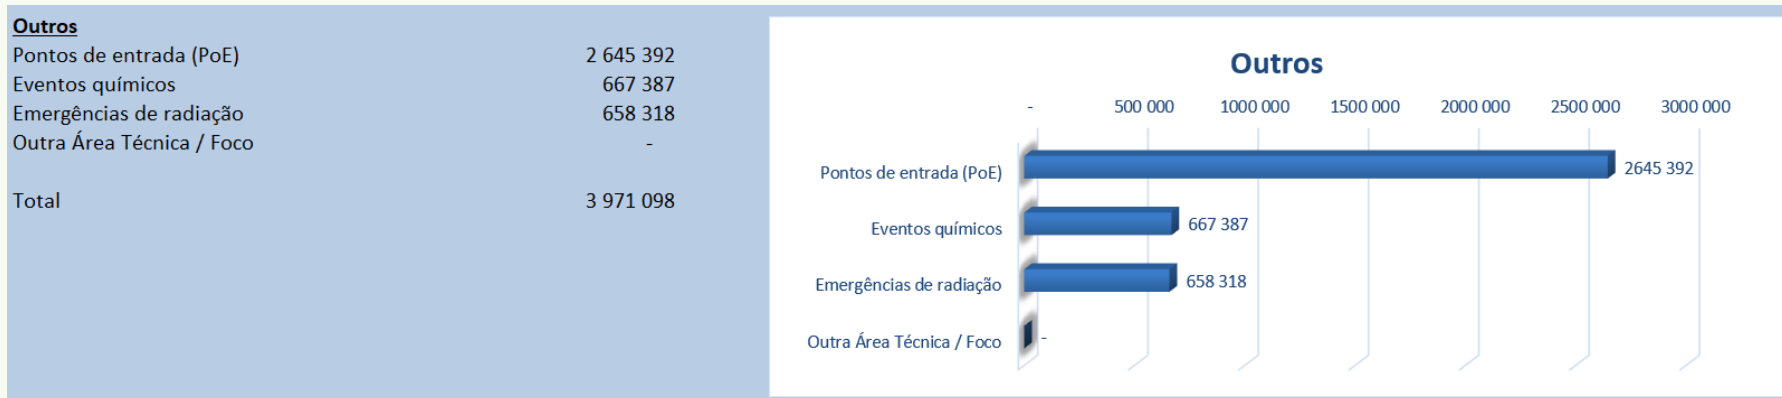 Outros
Pontos de entrada (PoE) 2 645 392
Eventos químicos 667 387
Emergências de radiação 658 318
Outra Área Técnica / Foco -
Total 3 971 098
Outros
- 500 000 1000 000 1500 000 2000 000 2500 000 3000 000
Pontos de entrada (PoE) 2645 392
Eventos químicos 667 387
Emergências de radiação 658 318
Outra Área Técnica / Foco -